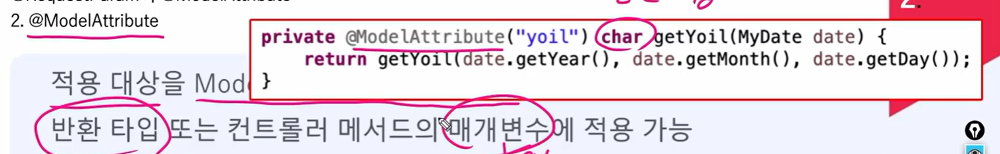 2. @ModelAttribute
2.
private @ModelAttribute("yoil") char getYoil(MyDate date) {
return getYoil(date.getYear(), date.getMonth(), date.getDay());
}
적용 대상을
반환 타입 또는 컨트롤러 메서드의 매개변수에 적용 가능